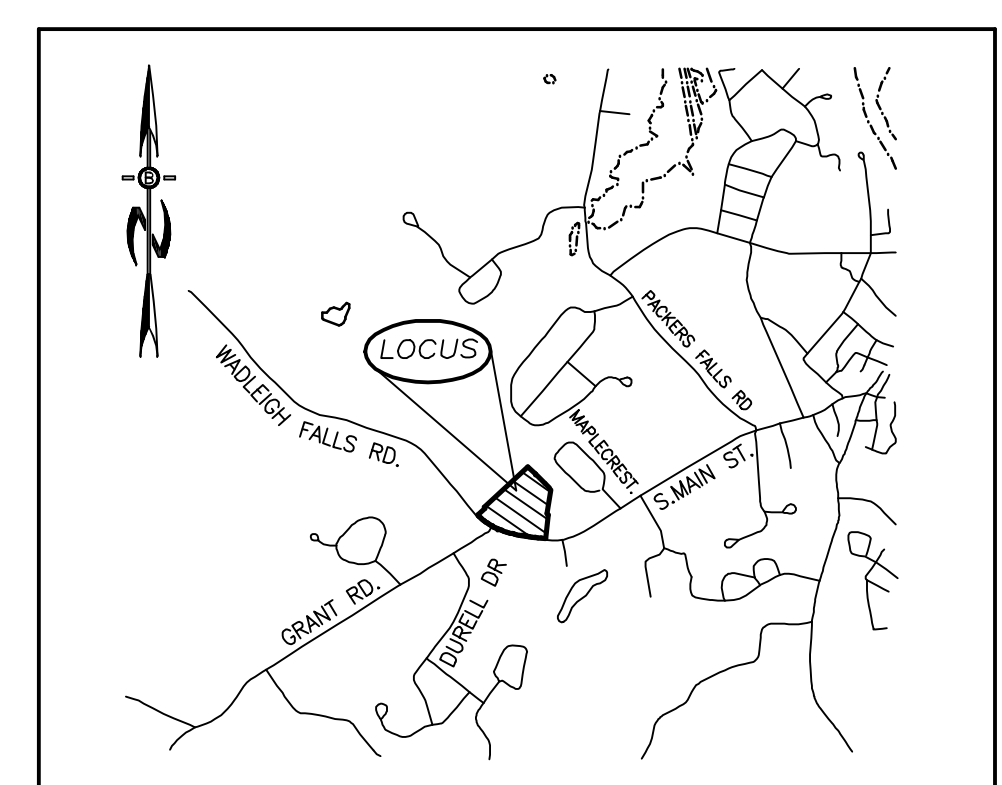 B
PACKERS FALLS RD
LOCUS
WADLEIGH FALLS RD.
MAPLECREST.
S.MAIN ST.
GRANT RD.
DURELL DR